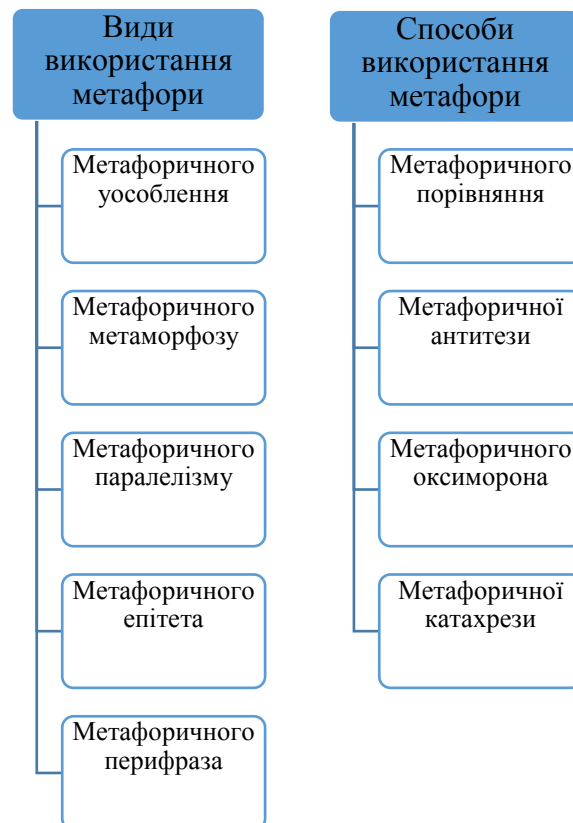 Види
використання
метафори
Метафоричного
уособлення
Метафоричного
метаморфозу
Метафоричного
паралелізму
Метафоричного
епітета
Метафоричного
перифраза
Способи
використання
метафори
Метафоричного
порівняння
Метафоричної
антитези
Метафоричного
оксиморона
Метафоричної
катахрези